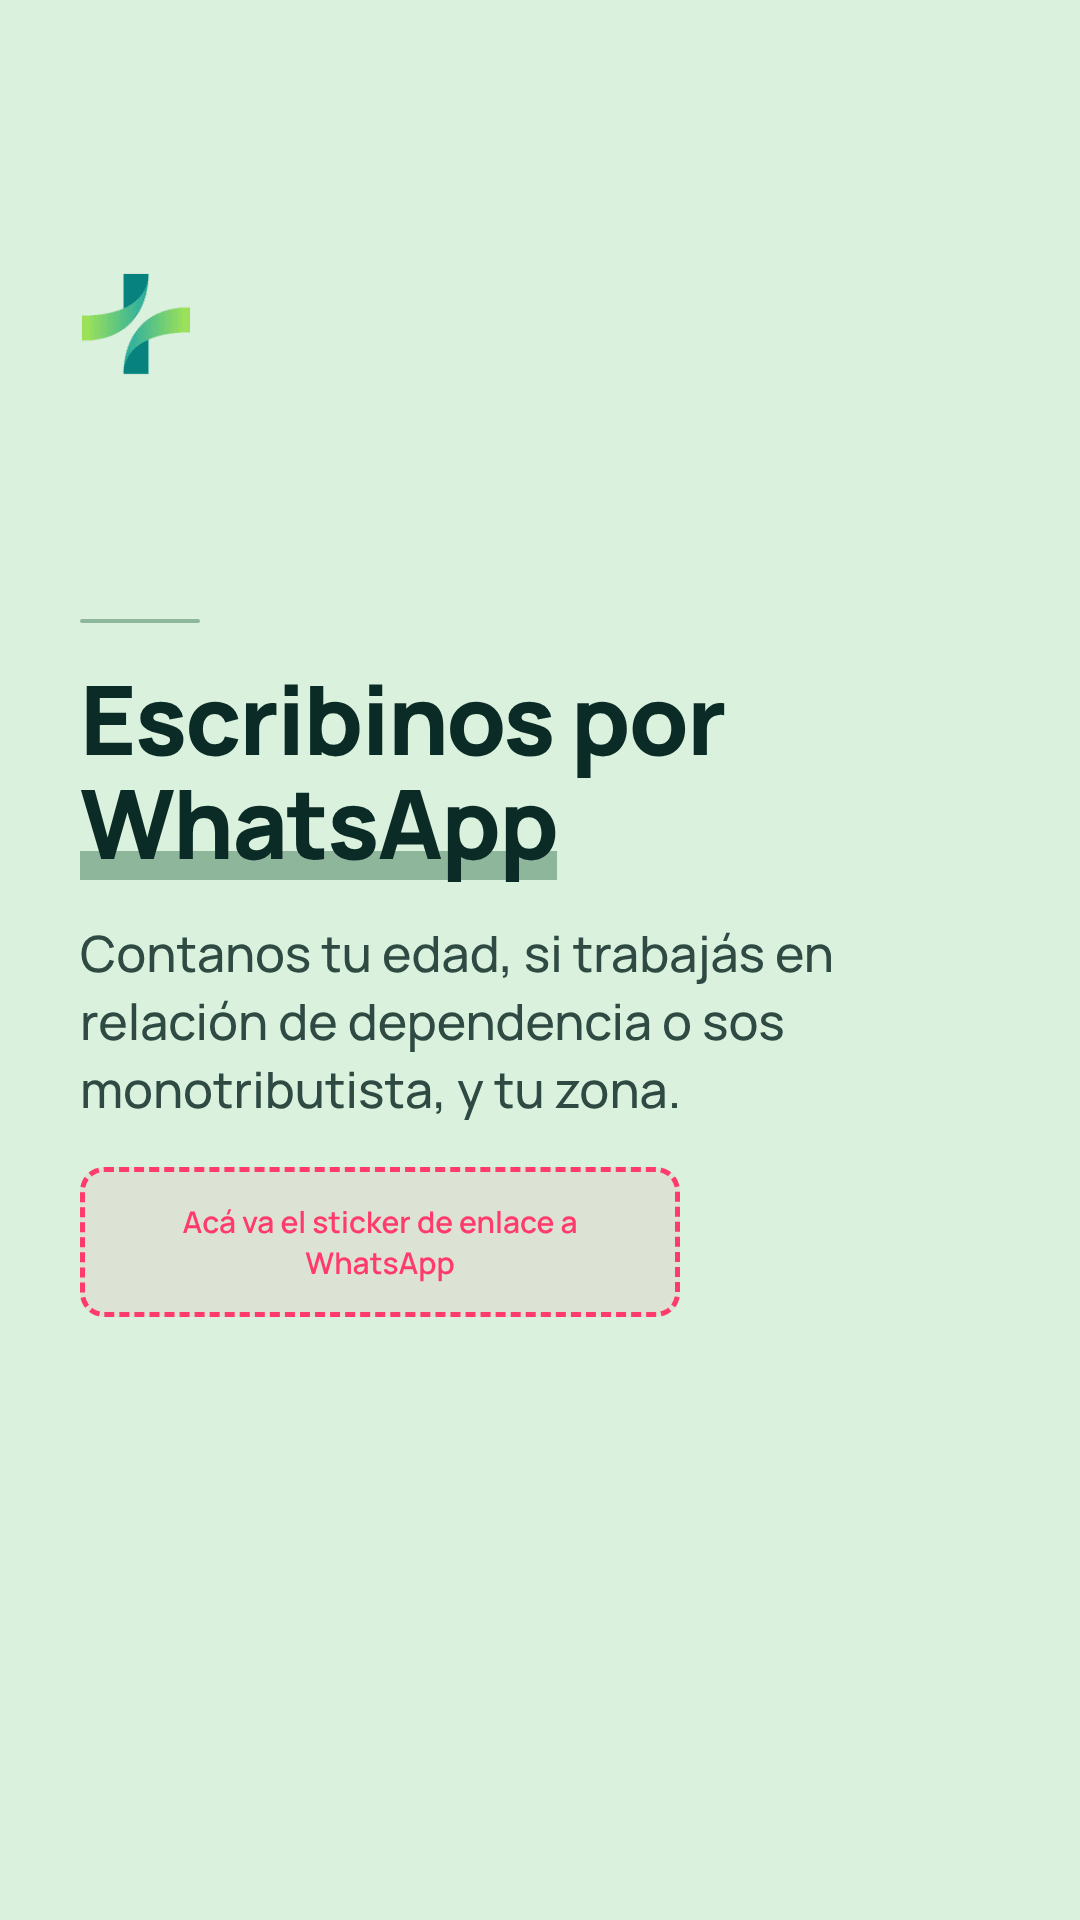 Escribinos por
WhatsApp
Contanos tu edad, si trabajás en
relación de dependencia o sos
monotributista, y tu zona.
Acá va el sticker de enlace a
WhatsApp